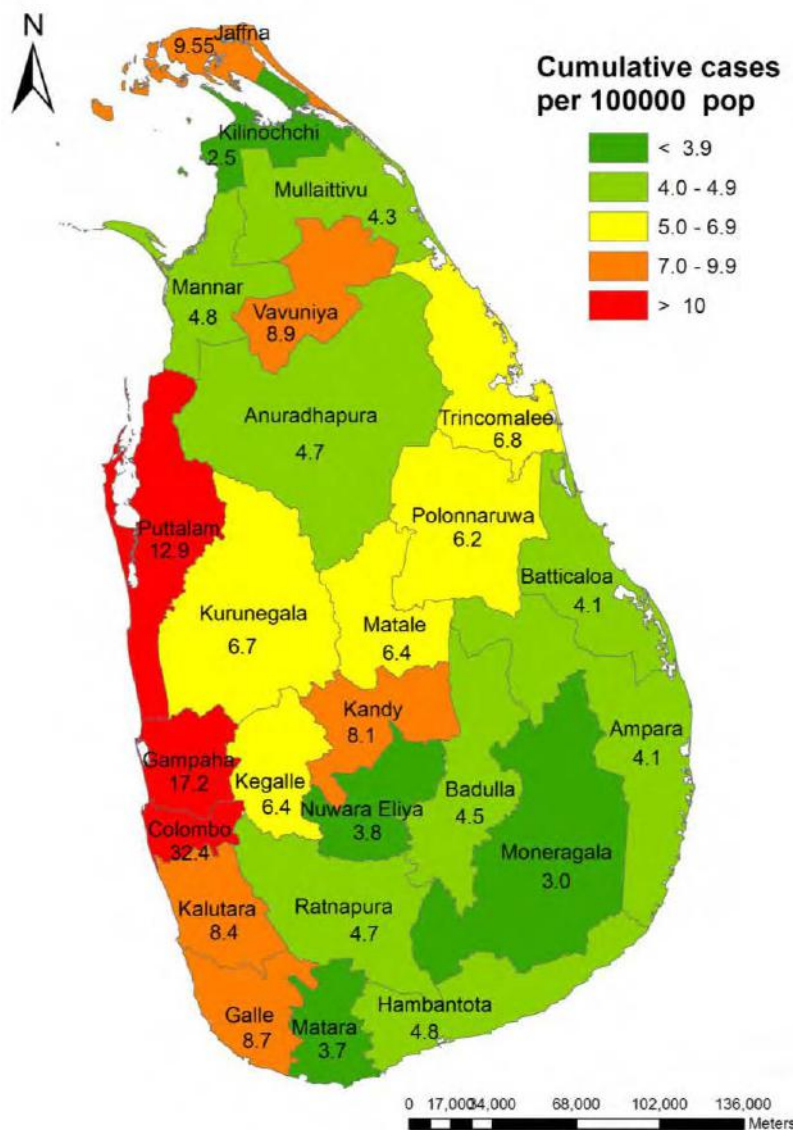 N
Jaffna
9.55
Cumulative cases
per 100000 pop
< 3.9
4.0 - 4.9
5.0 - 6.9
7.0 - 9.9
> 10
Kilinochchi
2.5
Mullaittivu
4.3
Mannar
4.8
Vavuniya
8.9
Anuradhapura
4.7
Trincomalee
6.8
Puttalam
12.9
Polonnaruwa
6.2
Batticaloa
4.1
Kurunegala
6.7
Matale
6.4
Kandy
8.1
Ampara
4.1
Gampaha
17.2
Kegalle
6.4
Nuwara Eliya
3.8
Badulla
4.5
Colombo
32.4
Moneragala
3.0
Kalutara
8.4
Ratnapura
4.7
Galle
8.7
Matara
3.7
Hambantota
4.8
0 17,00034,000 68,000 102,000 136,000
Meters